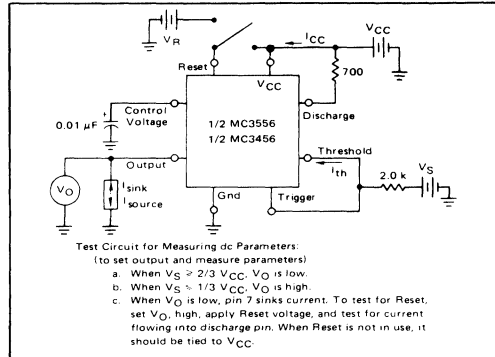 V_R
I_CC
V_CC
Reset
V_CC
700
Control
Voltage
0.01 µF
+
1/2 MC3556
1/2 MC3456
Discharge
Output
Threshold
I_th
2.0 k
V_S
V_O
I_sink
I_source
Gnd
Trigger
Test Circuit for Measuring dc Parameters:
(to set output and measure parameters)
a. When V_S ≥ 2/3 V_CC, V_O is low.
b. When V_S ≤ 1/3 V_CC, V_O is high.
c. When V_O is low, pin 7 sinks current. To test for Reset,
set V_O, high, apply Reset voltage, and test for current
flowing into discharge pin. When Reset is not in use, it
should be tied to V_CC.